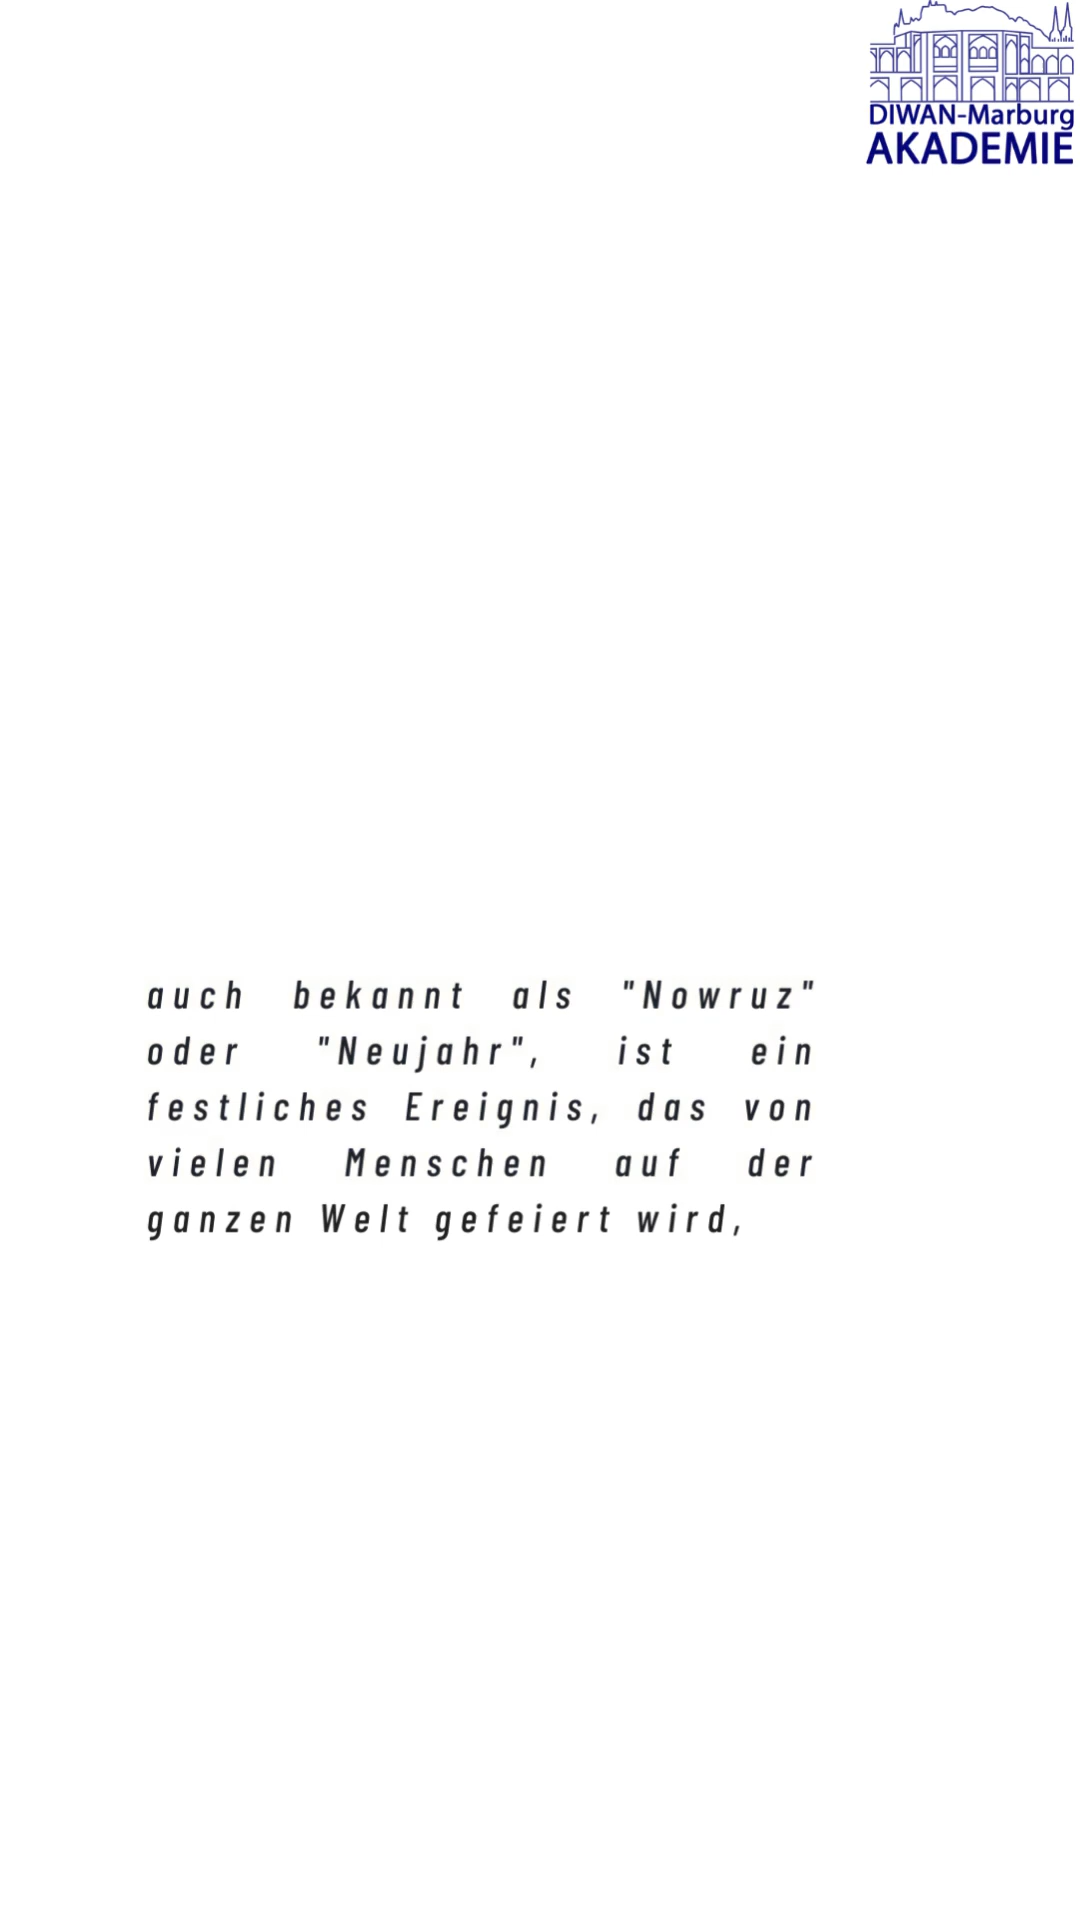 DIWAN-Marburg
AKADEMIE
auch bekannt als "Nowruz"
oder "Neujahr", ist ein
festliches Ereignis, das von
vielen Menschen auf der
ganzen Welt gefeiert wird,